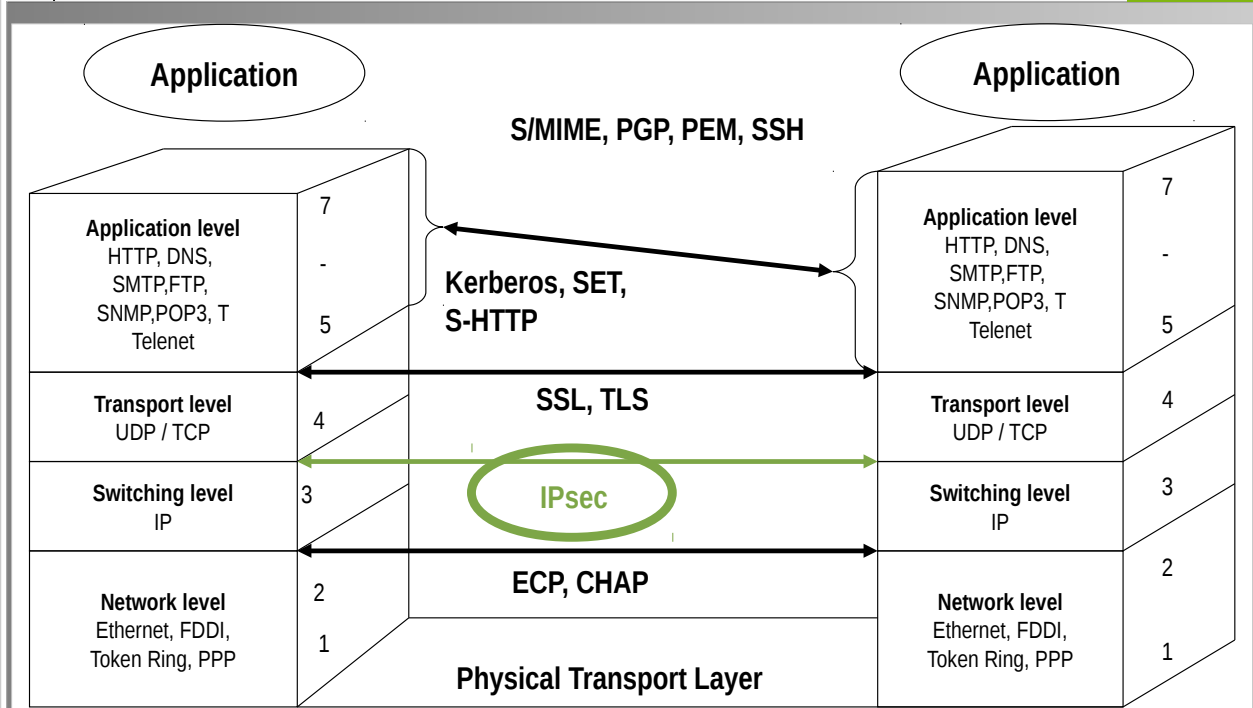 Application
Application
S/MIME, PGP, PEM, SSH
Application level
HTTP, DNS,
SMTP,FTP,
SNMP,POP3, T
Telenet
7
-
5
Kerberos, SET,
S-HTTP
Application level
HTTP, DNS,
SMTP,FTP,
SNMP,POP3, T
Telenet
7
-
5
Transport level
UDP / TCP
4
SSL, TLS
Transport level
UDP / TCP
4
Switching level
IP
3
IPsec
Switching level
IP
3
Network level
Ethernet, FDDI,
Token Ring, PPP
2
1
ECP, CHAP
Physical Transport Layer
Network level
Ethernet, FDDI,
Token Ring, PPP
2
1